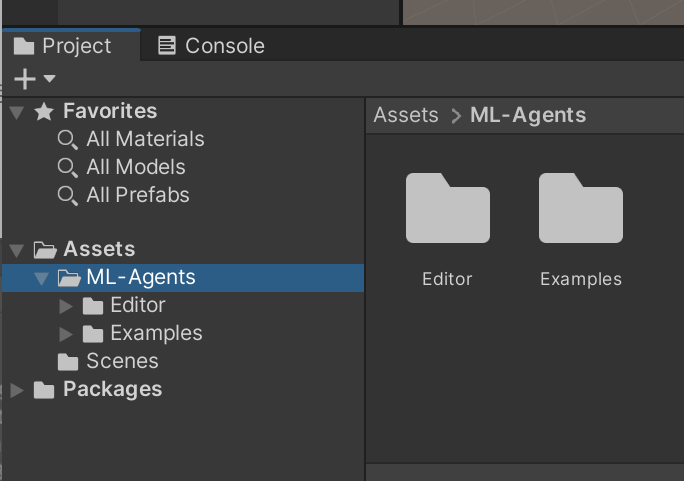 Project
Console
Favorites
All Materials
All Models
All Prefabs
Assets
ML-Agents
Editor
Examples
Scenes
Packages
Assets > ML-Agents
Editor
Examples